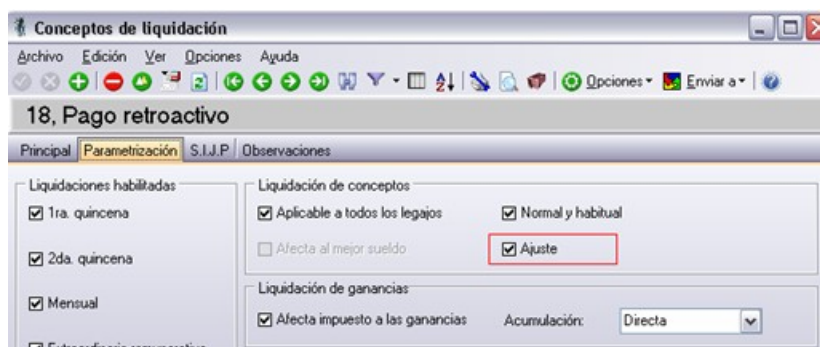 Conceptos de liquidación
Archivo Edición Ver Opciones Ayuda
Opciones Enviar a
18, Pago retroactivo
Principal Parametrización S.I.J.P Observaciones
Liquidaciones habilitadas
1ra. quincena
2da. quincena
Mensual
Liquidación de conceptos
Aplicable a todos los legajos Normal y habitual
Afecta al mejor sueldo Ajuste
Liquidación de ganancias
Afecta impuesto a las ganancias Acumulación: Directa